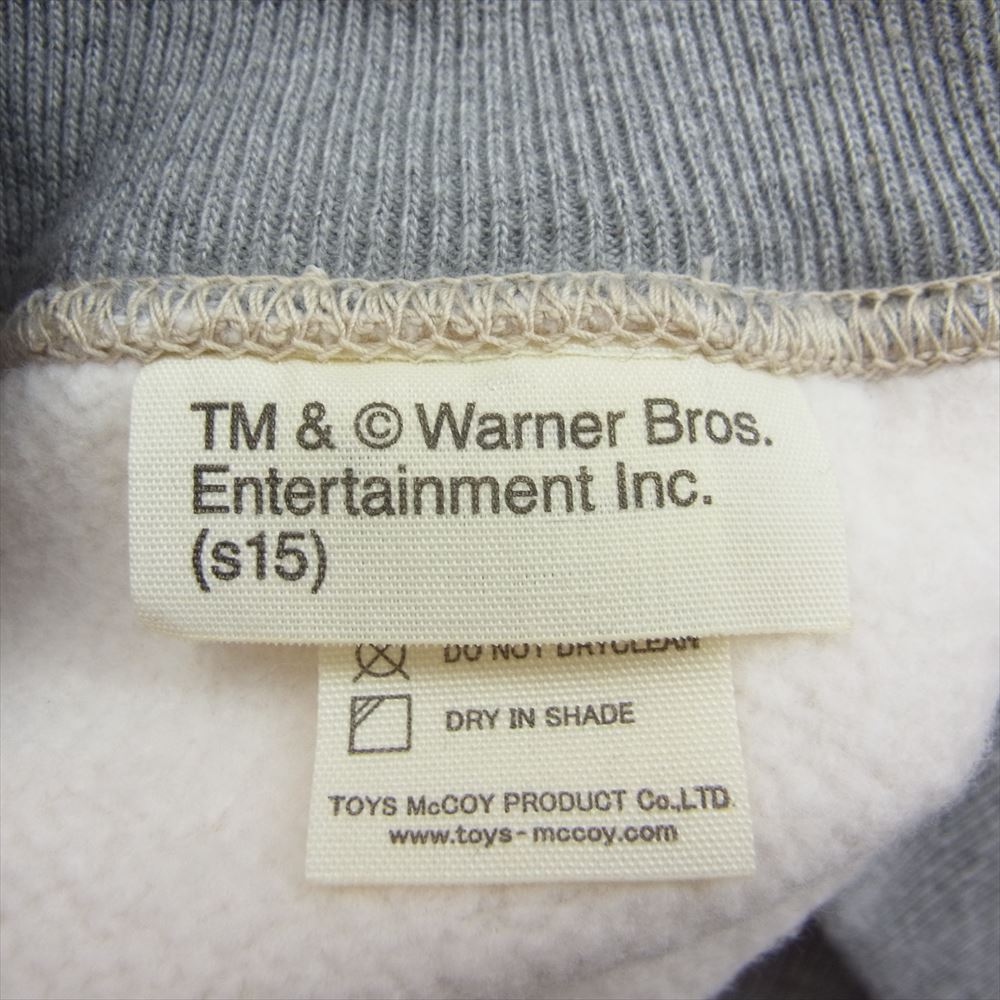 TM & © Warner Bros.
Entertainment Inc.
(s15)
DO NOT DRYCLEAN
DRY IN SHADE
TOYS McCOY PRODUCT Co.,LTD
www.toys-mccoy.com